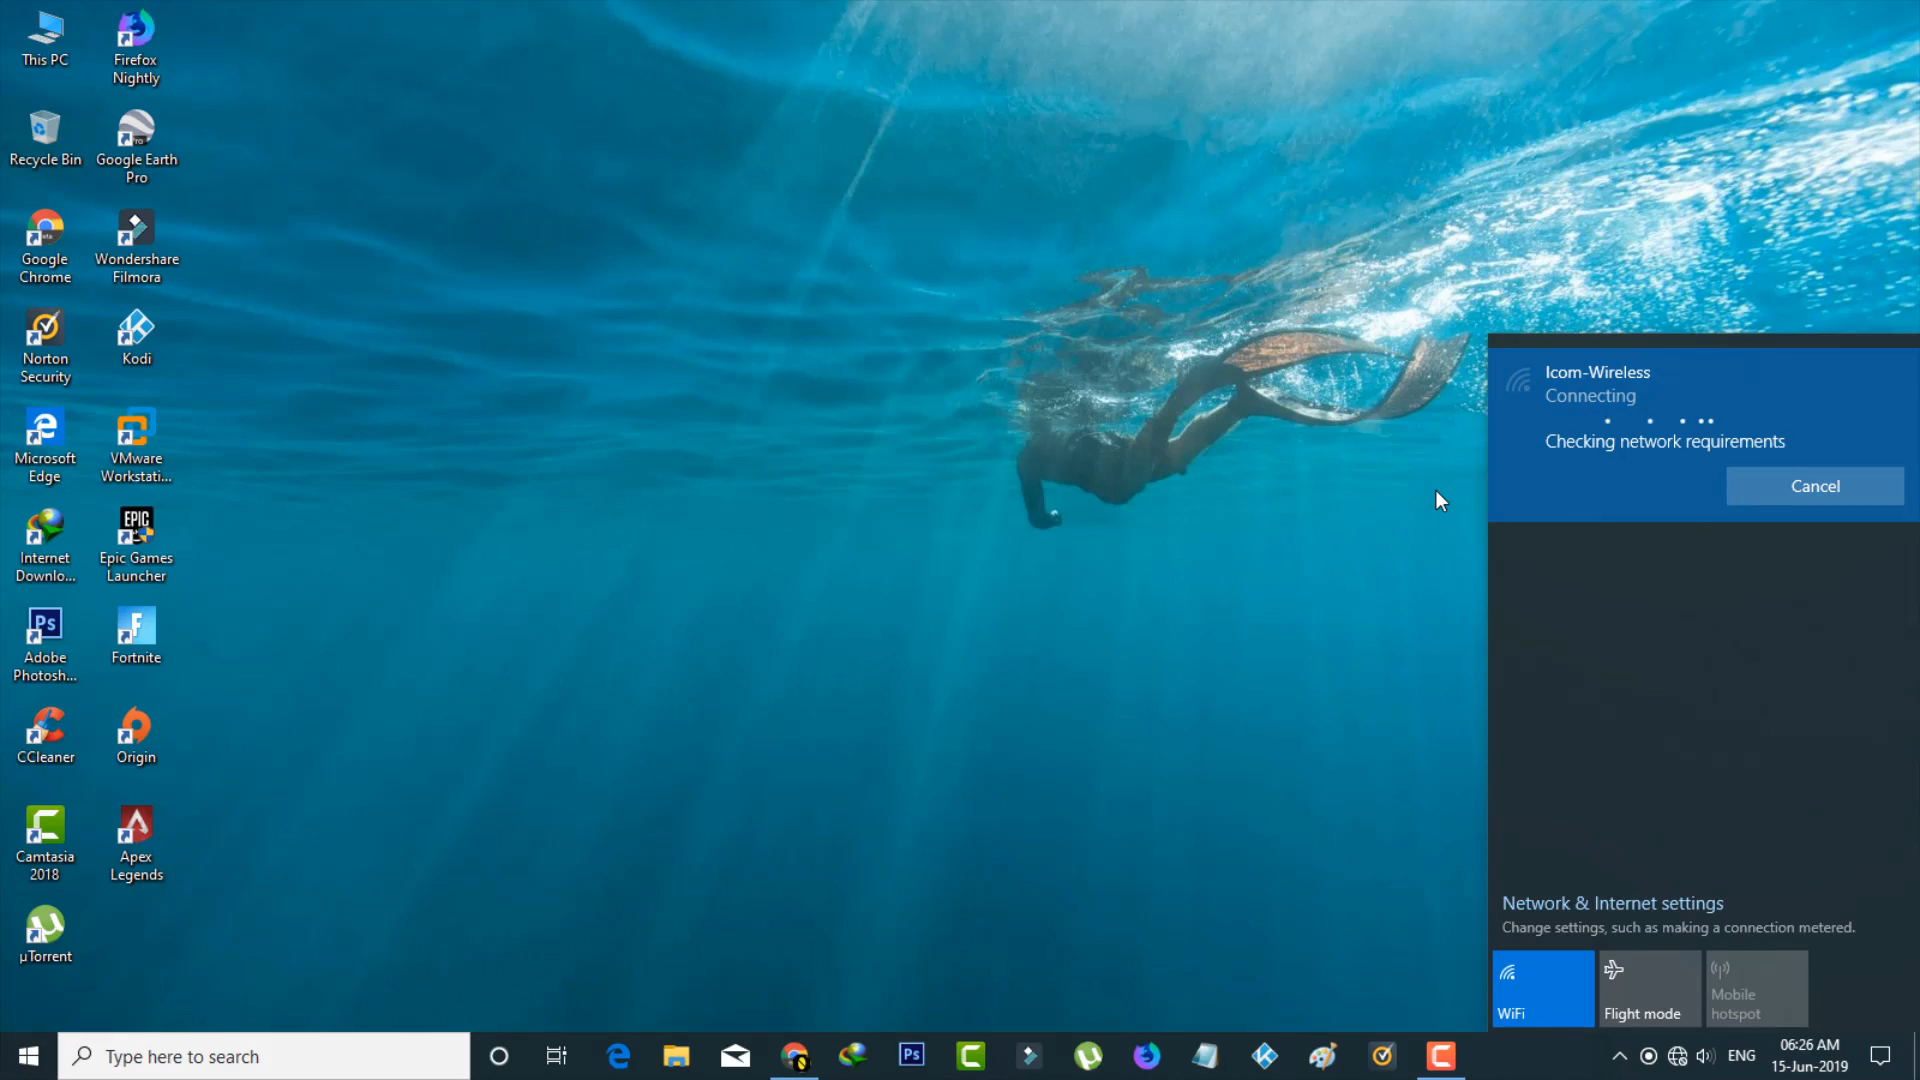 This PC
Firefox
Nightly
Recycle Bin
Google Earth
Pro
Google
Chrome
Wondershare
Filmora
Norton
Security
Kodi
Microsoft
Edge
VMware
Workstati...
Internet
Downlo...
EPIC
Epic Games
Launcher
Ps
Adobe
Photosh...
Fortnite
CCleaner
Origin
Camtasia
2018
Apex
Legends
µTorrent
Icom-Wireless
Connecting
Checking network requirements
Cancel
Network & Internet settings
Change settings, such as making a connection metered.
WiFi
Flight mode
Mobile
hotspot
Type here to search
Ps
ENG
06:26 AM
15-Jun-2019